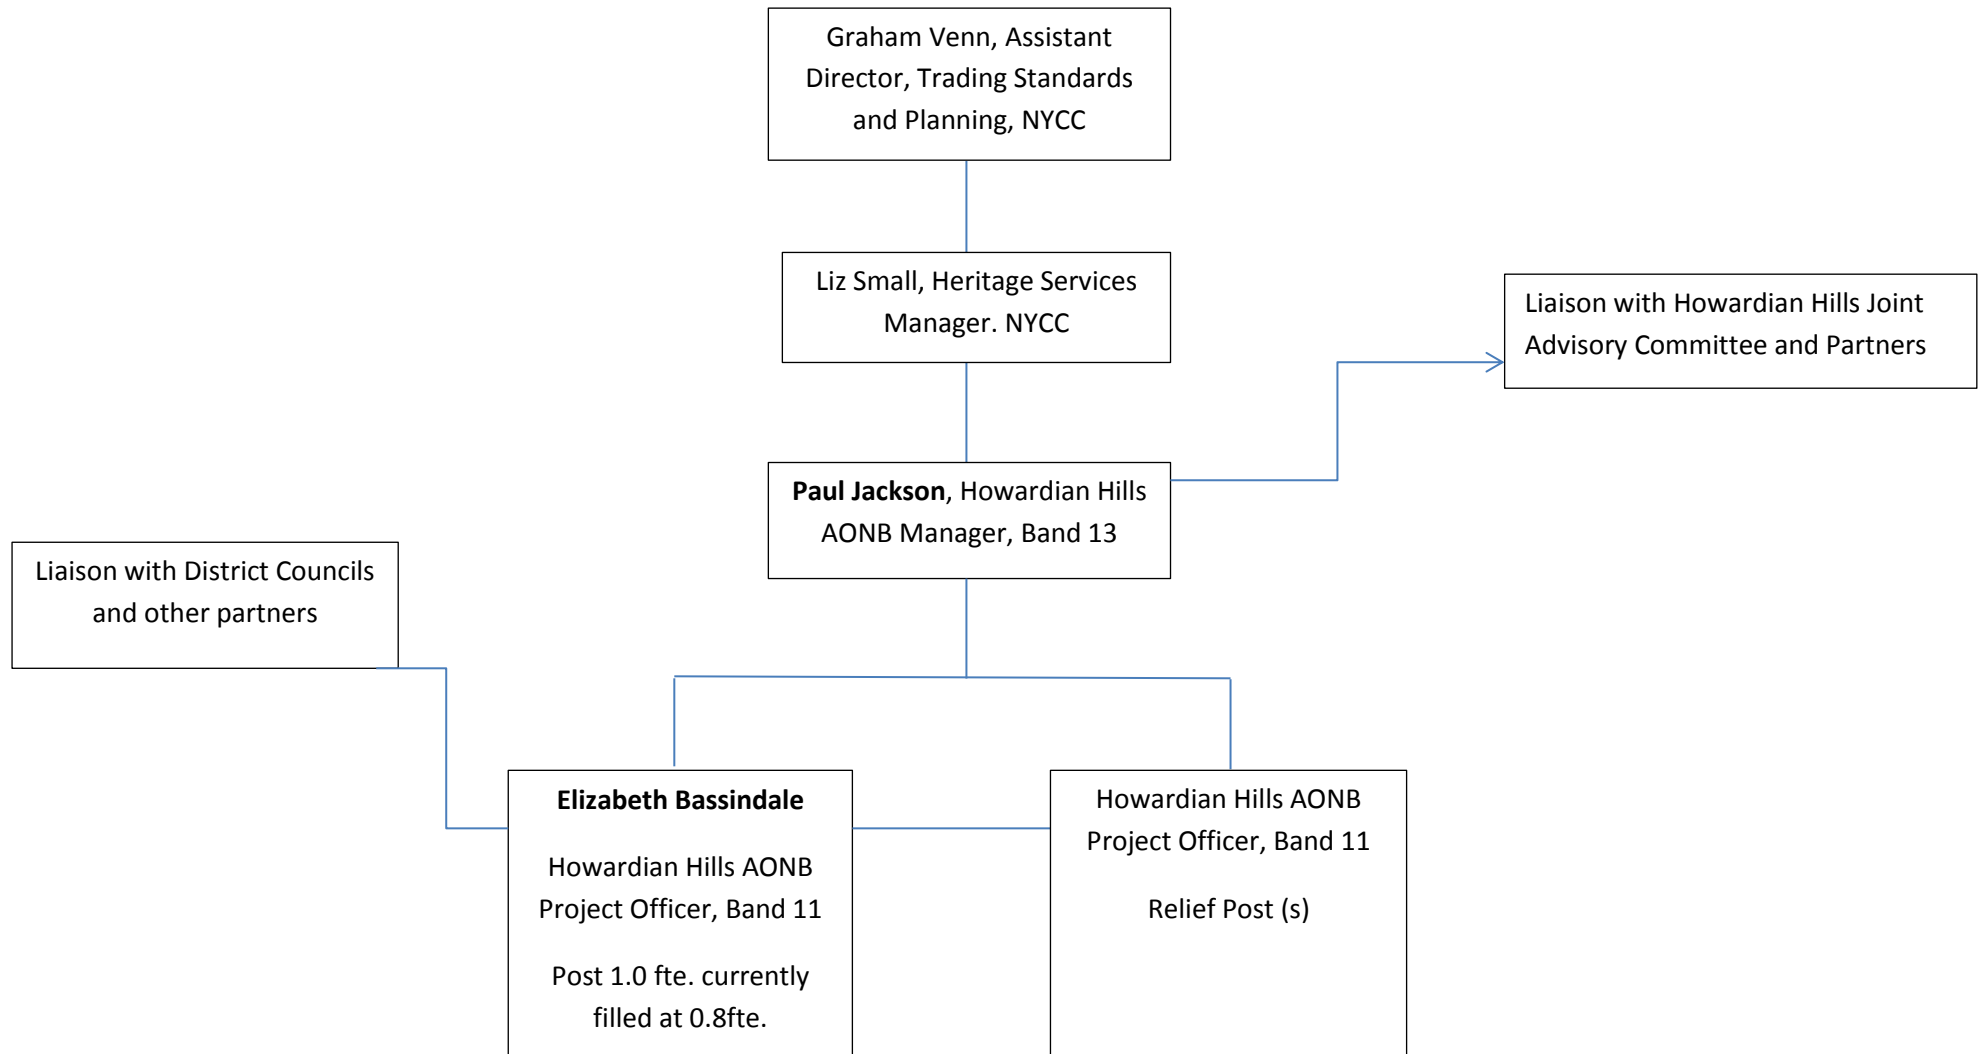 Graham Venn, Assistant
Director, Trading Standards
and Planning, NYCC
Liz Small, Heritage Services
Manager. NYCC
Liaison with Howardian Hills Joint
Advisory Committee and Partners
Paul Jackson, Howardian Hills
AONB Manager, Band 13
Liaison with District Councils
and other partners
Elizabeth Bassindale
Howardian Hills AONB
Project Officer, Band 11
Post 1.0 fte. currently
filled at 0.8fte.
Howardian Hills AONB
Project Officer, Band 11
Relief Post (s)